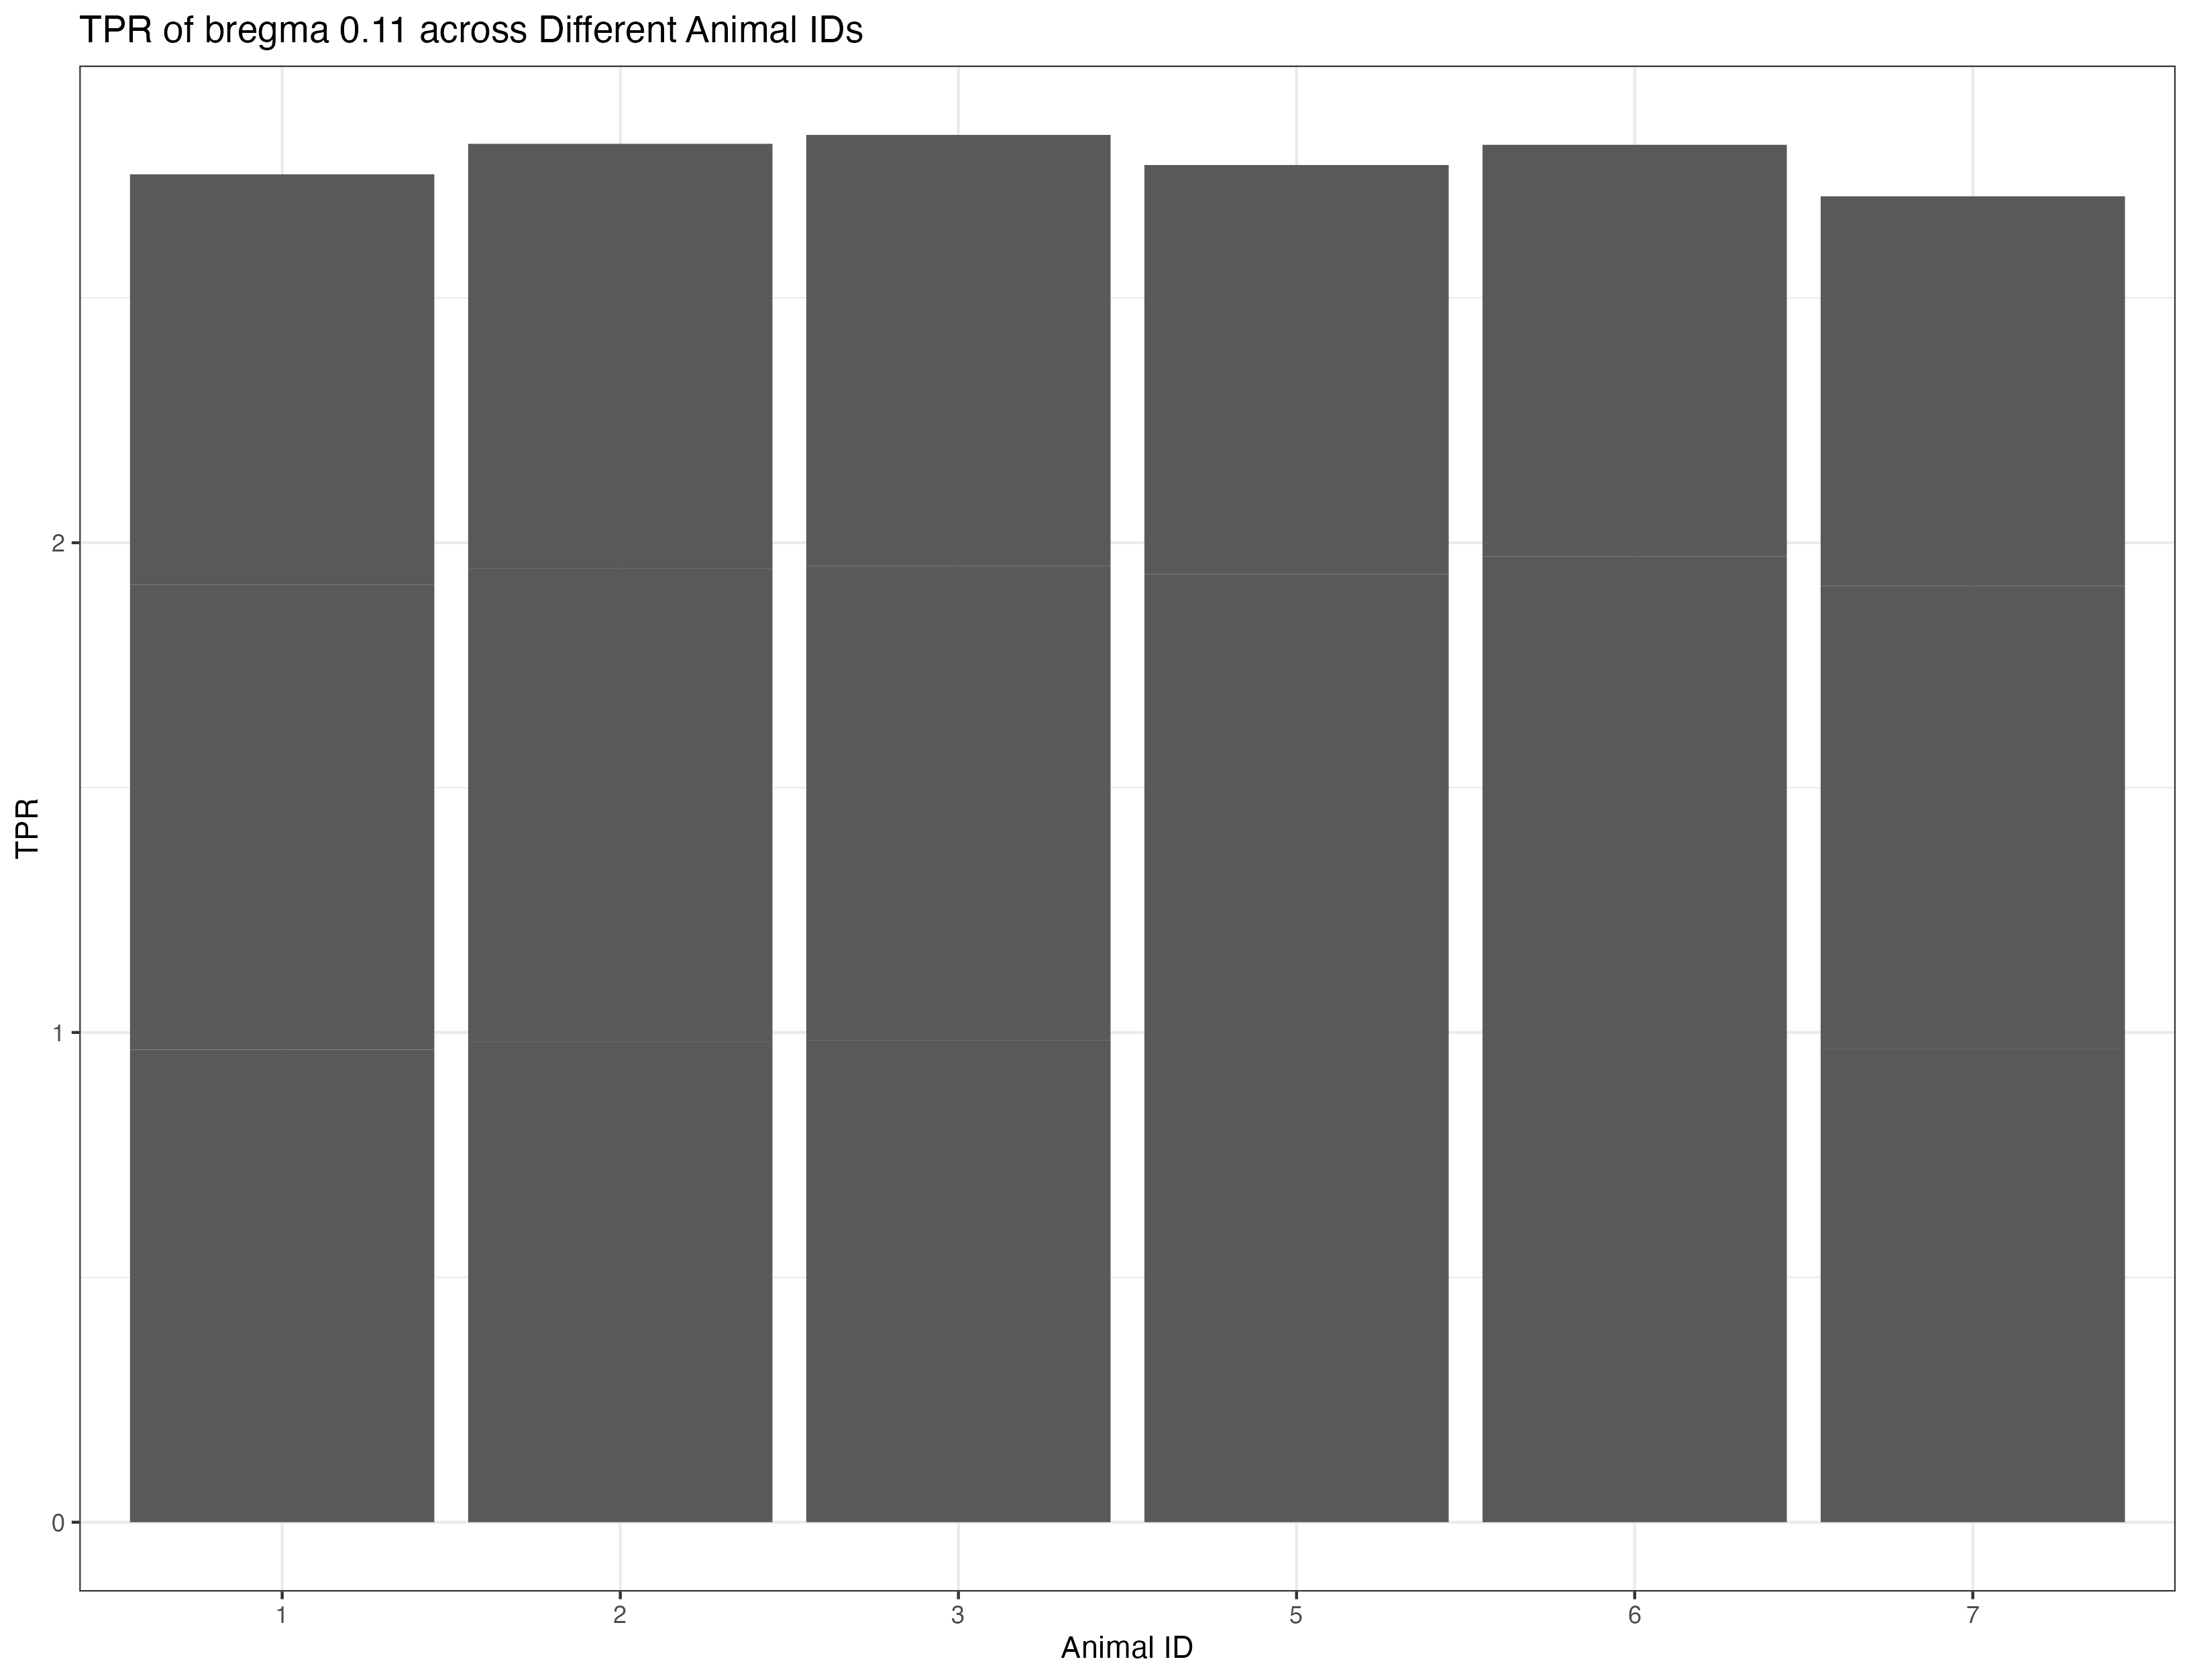 TPR of bregma 0.11 across Different Animal IDs
2
1
0
TPR
1 2 3 5 6 7
Animal ID